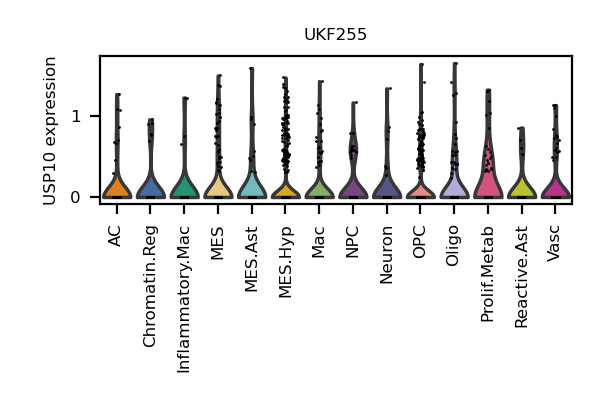 UKF255
USP10 expression
1
0
AC
Chromatin.Reg
Inflammatory.Mac
MES
MES.Ast
MES.Hyp
Mac
NPC
Neuron
OPC
Oligo
Prolif.Metab
Reactive.Ast
Vasc